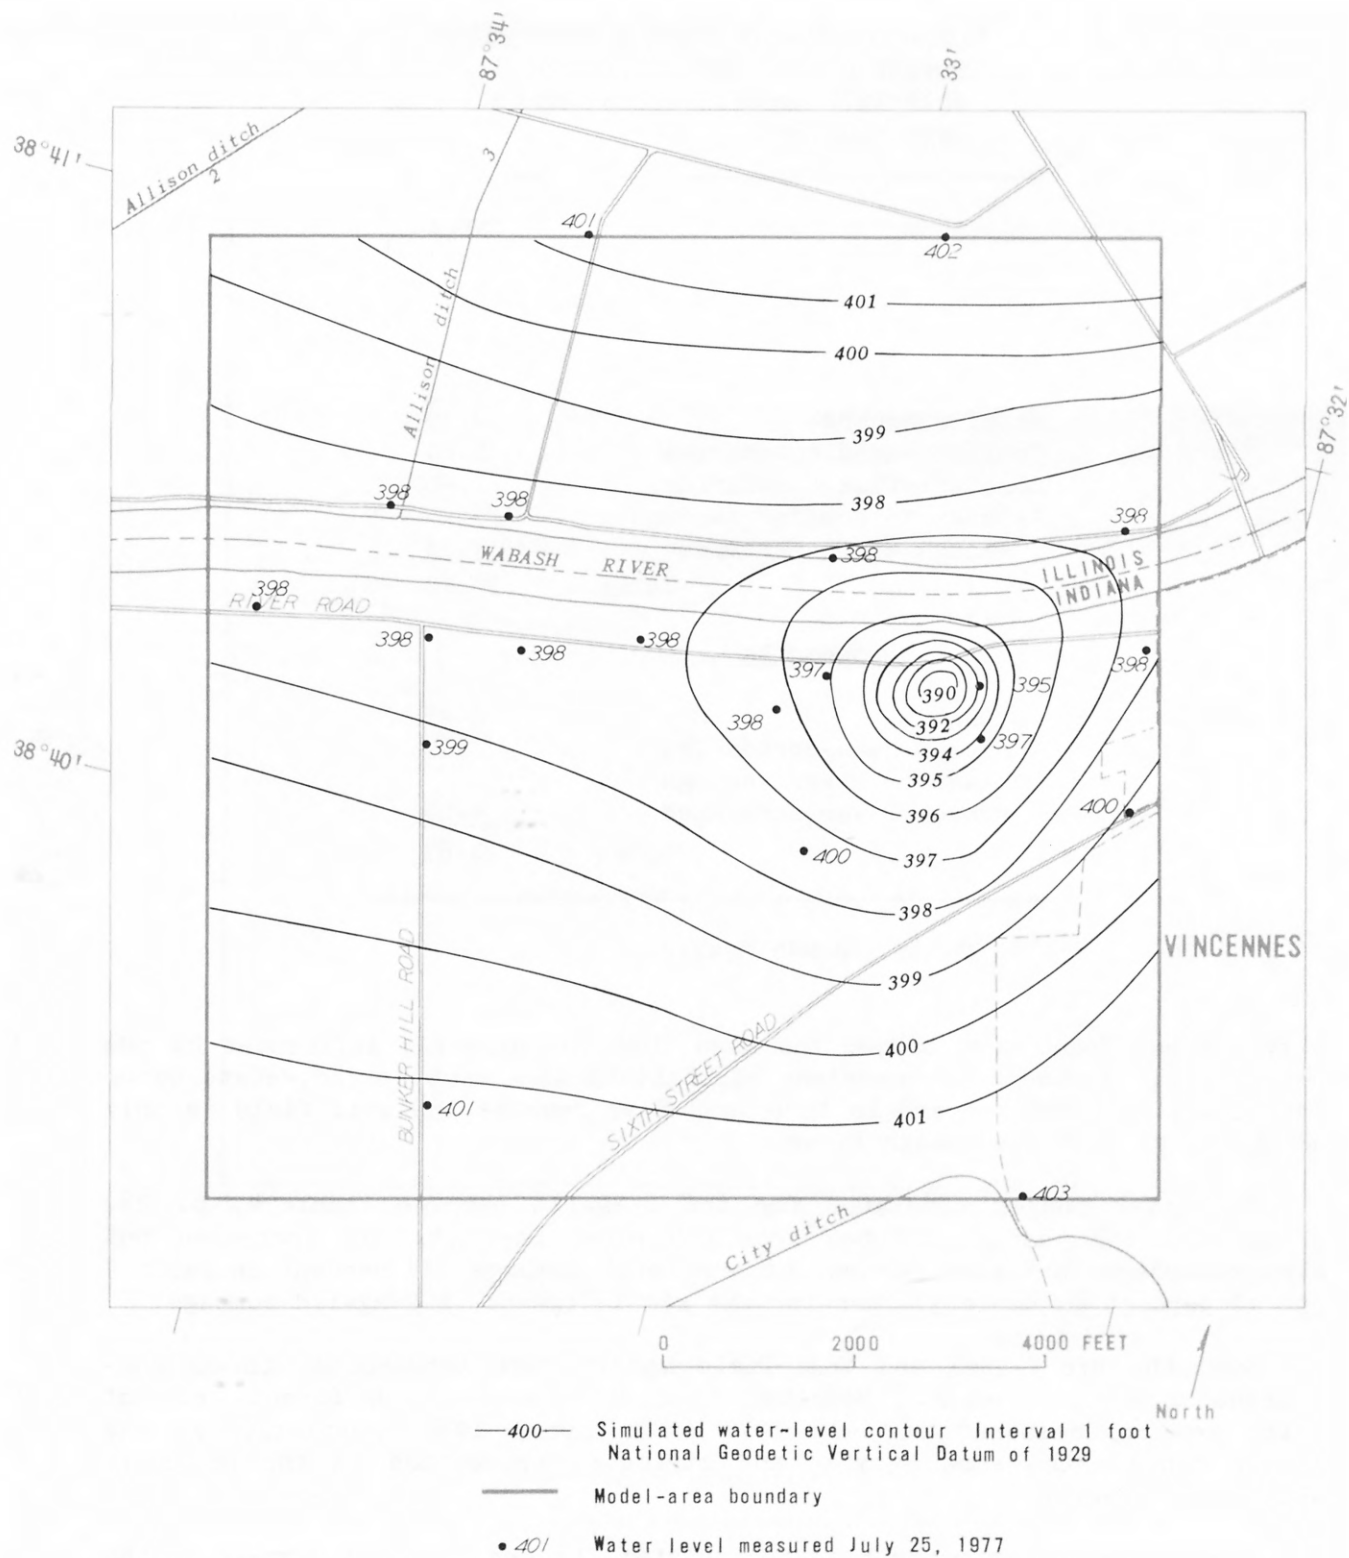 87°34'
33'
38°41'
Allison ditch
2
3
401
402
Allison ditch
401
400
87°32'
399
398
398
398
398
398
WABASH RIVER
ILLINOIS
INDIANA
398
RIVER ROAD
398
398
398
398
397
395
390
398
392
397
38°40'
399
394
395
396
400
397
400
398
VINCENNES
399
BUNKER HILL ROAD
SIXTH STREET ROAD
400
401
401
403
City ditch
0 2000 4000 FEET
North
400 Simulated water-level contour Interval 1 foot
National Geodetic Vertical Datum of 1929
Model-area boundary
401 Water level measured July 25, 1977